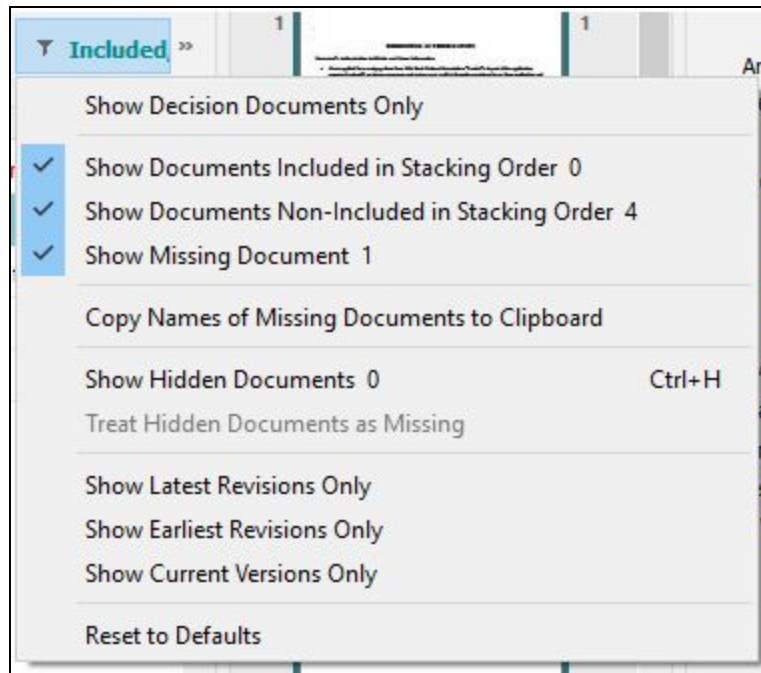 Included
»
1
1
Ar
Show Decision Documents Only
Show Documents Included in Stacking Order 0
Show Documents Non-Included in Stacking Order 4
Show Missing Document 1
Copy Names of Missing Documents to Clipboard
Show Hidden Documents 0 Ctrl+H
Treat Hidden Documents as Missing
Show Latest Revisions Only
Show Earliest Revisions Only
Show Current Versions Only
Reset to Defaults